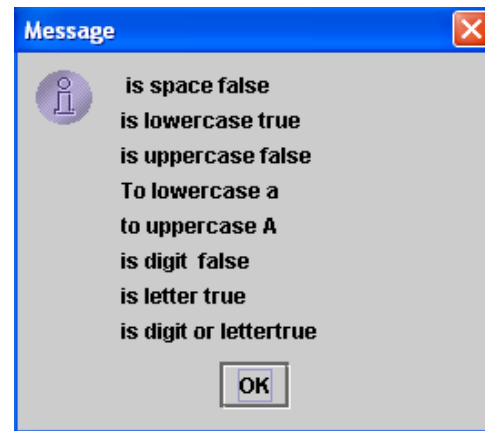 Message
is space false
is lowercase true
is uppercase false
To lowercase a
to uppercase A
is digit  false
is letter true
is digit or lettertrue
OK